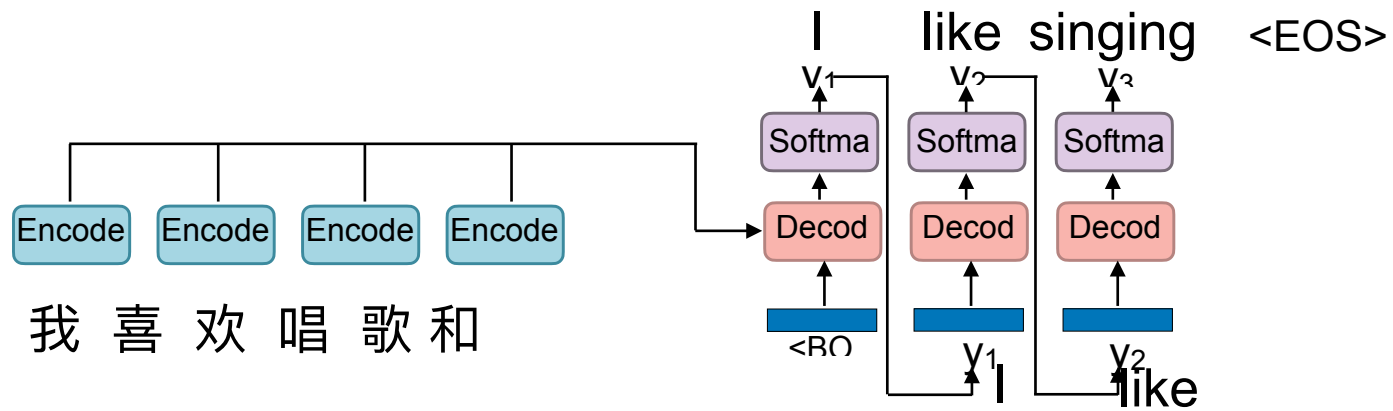 I like singing <EOS>
y1 y2 y3
Softma Softma Softma
Encode Encode Encode Encode Decod Decod Decod
我 喜 欢 唱 歌 和
<BO y1 y2
I like